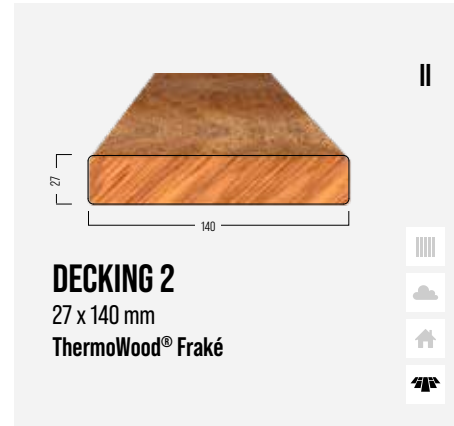 II
27
140
DECKING 2
27 x 140 mm
ThermoWood® Fraké